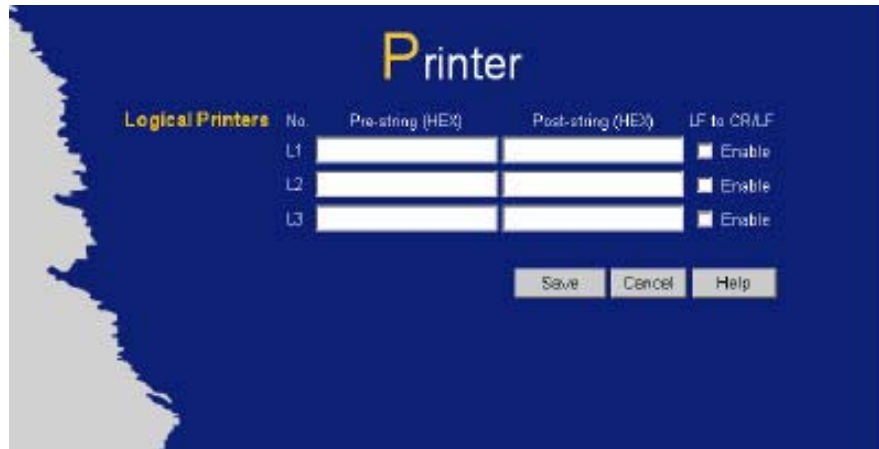 Printer
Logical Printers No. Pre-string (HEX) Post-string (HEX) LF to CR/LF
L1 Enable
L2 Enable
L3 Enable
Save Cancel Help